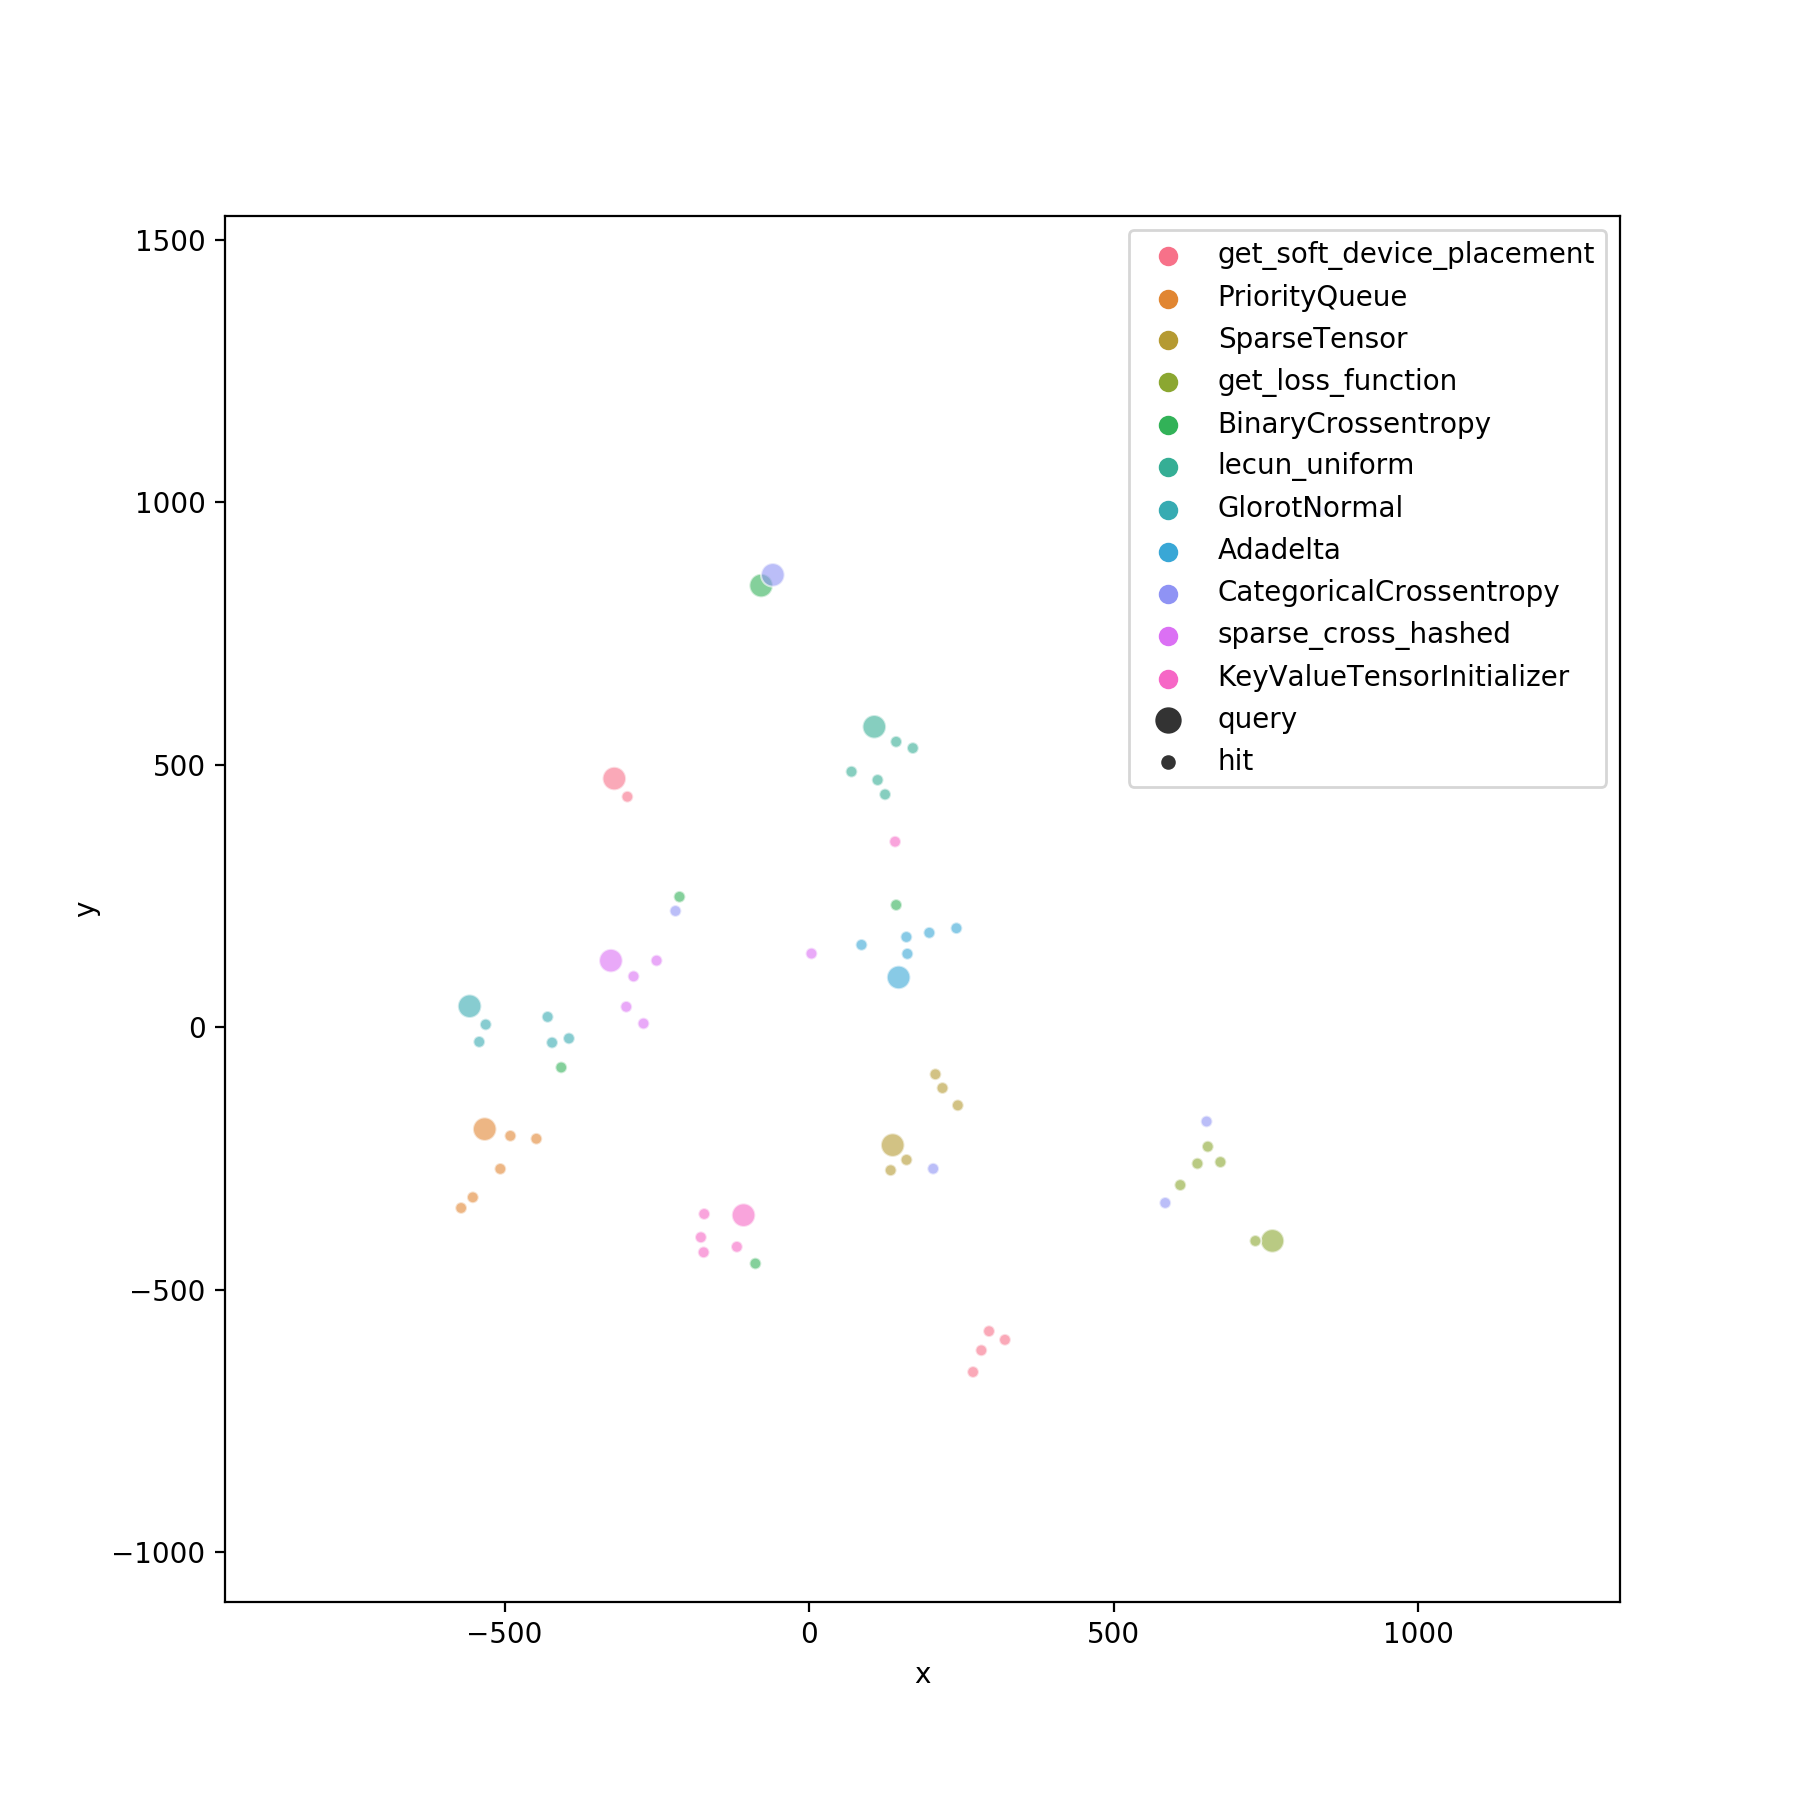 get_soft_device_placement
PriorityQueue
SparseTensor
get_loss_function
BinaryCrossentropy
lecun_uniform
GlorotNormal
Adadelta
CategoricalCrossentropy
sparse_cross_hashed
KeyValueTensorInitializer
query
hit
1500
1000
500
0
−500
−1000
y
−500 0 500 1000
x